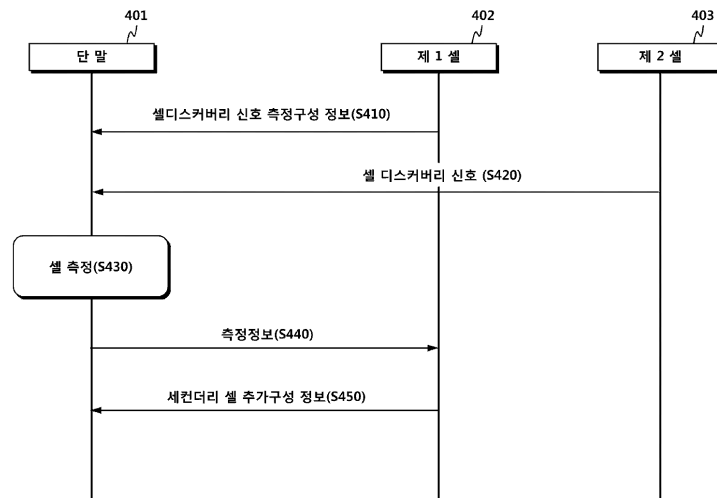 401
402
403
단 말
제 1 셀
제 2 셀
셀디스커버리 신호 측정구성 정보(S410)
셀 디스커버리 신호 (S420)
셀 측정(S430)
측정정보(S440)
세컨더리 셀 추가구성 정보(S450)